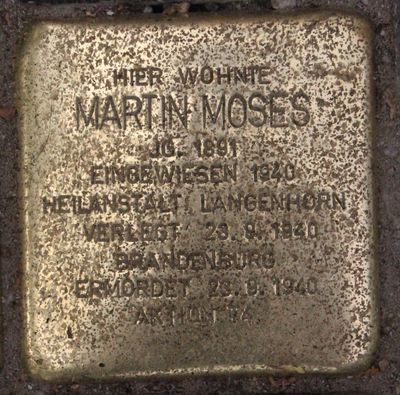 HIER WOHNTE
MARTIN MOSES
JG. 1891
EINGEWIESEN 1940
HEILANSTALT LANGENHORN
VERLEGT 23.9.1940
BRANDENBURG
ERMORDET 23.9.1940
AKTION T4